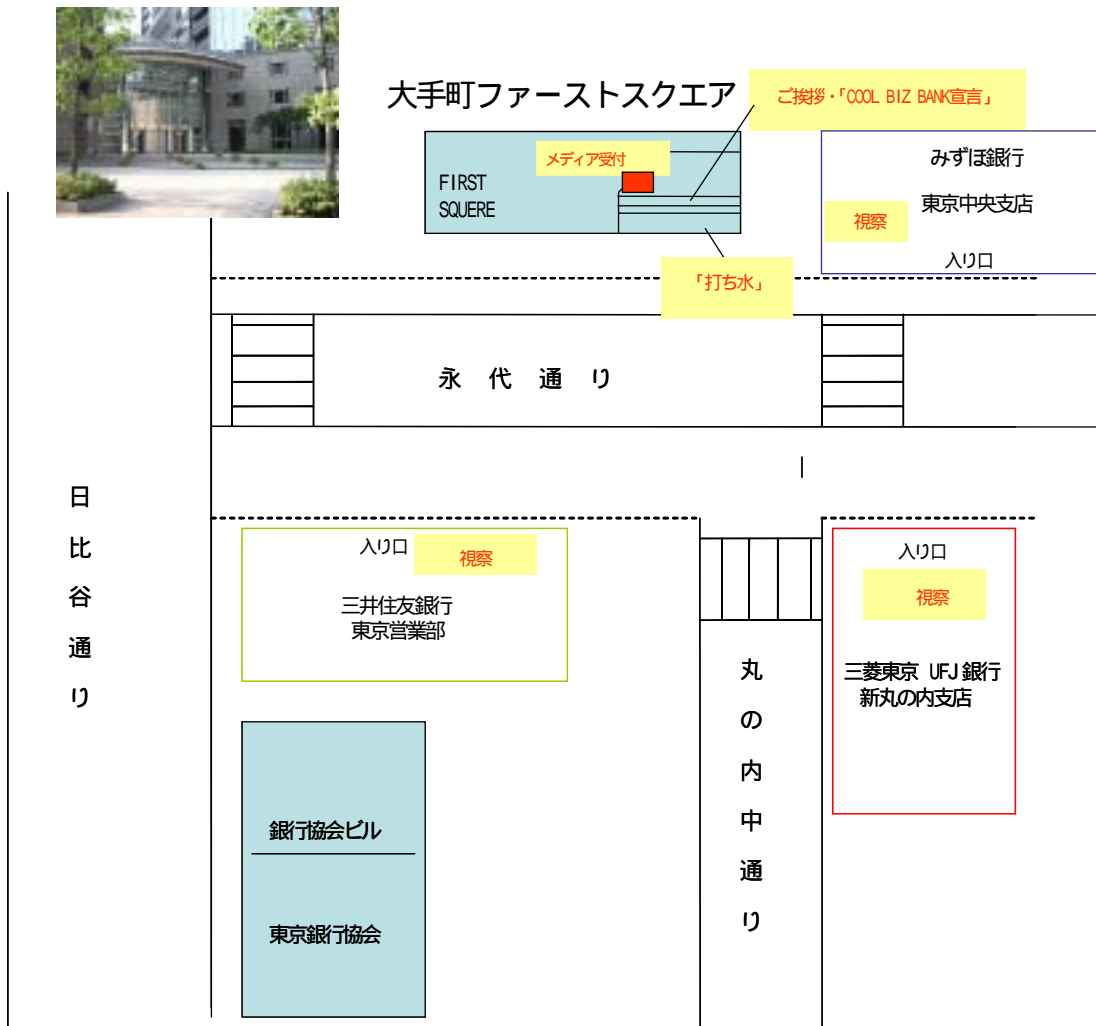 大手町ファーストスクエア
ご挨拶・「COOL BIZ BANK宣言」
メディア受付
FIRST
SQUERE
みずほ銀行
東京中央支店
視察
入り口
「打ち水」
永代通り
日比谷通り
入り口
視察
三井住友銀行
東京営業部
入り口
視察
三菱東京 UFJ 銀行
新丸の内支店
丸の内中通り
銀行協会ビル
東京銀行協会